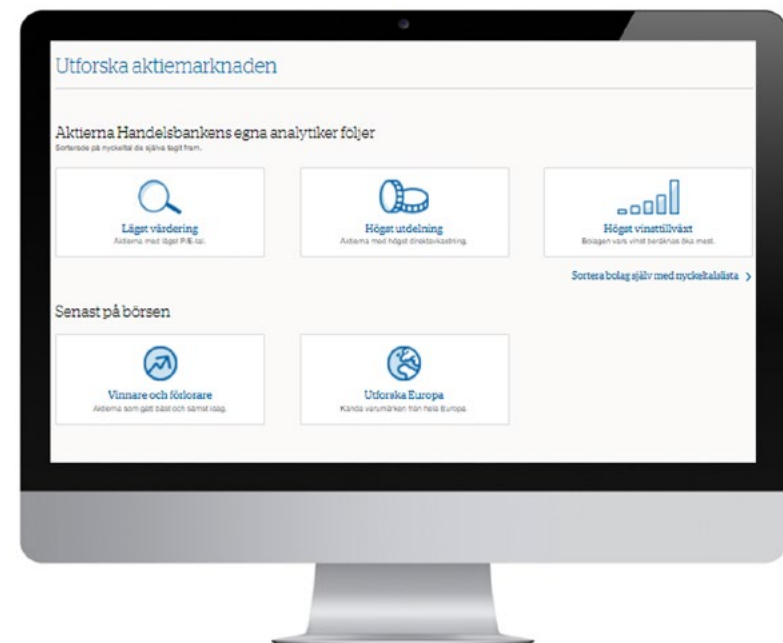 Utforska aktiemarknaden
Aktierna Handelsbankens egna analytiker följer
Sorterade på nyckeltal de själva tagit fram.
Lägst värdering
Aktierna med lägst P/E-tal.
Högst utdelning
Aktierna med högst direktavkastning.
Högst vinsttillväxt
Bolagen vars vinst beräknas öka mest.
Sortera bolag själv med nyckeltalslista
Senast på börsen
Vinnare och förlorare
Aktierna som gått bäst och sämst idag.
Utforska Europa
Kända varumärken från hela Europa.